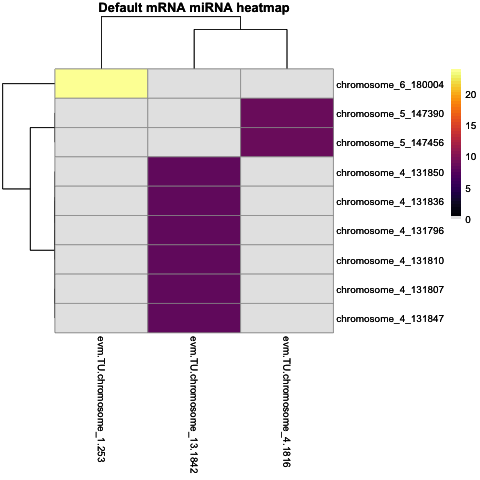 Default mRNA miRNA heatmap
chromosome_6_180004
chromosome_5_147390
chromosome_5_147456
chromosome_4_131850
chromosome_4_131836
chromosome_4_131796
chromosome_4_131810
chromosome_4_131807
chromosome_4_131847
20
15
10
5
0
evm.TU.chromosome_1.253
evm.TU.chromosome_13.1842
evm.TU.chromosome_4.1816